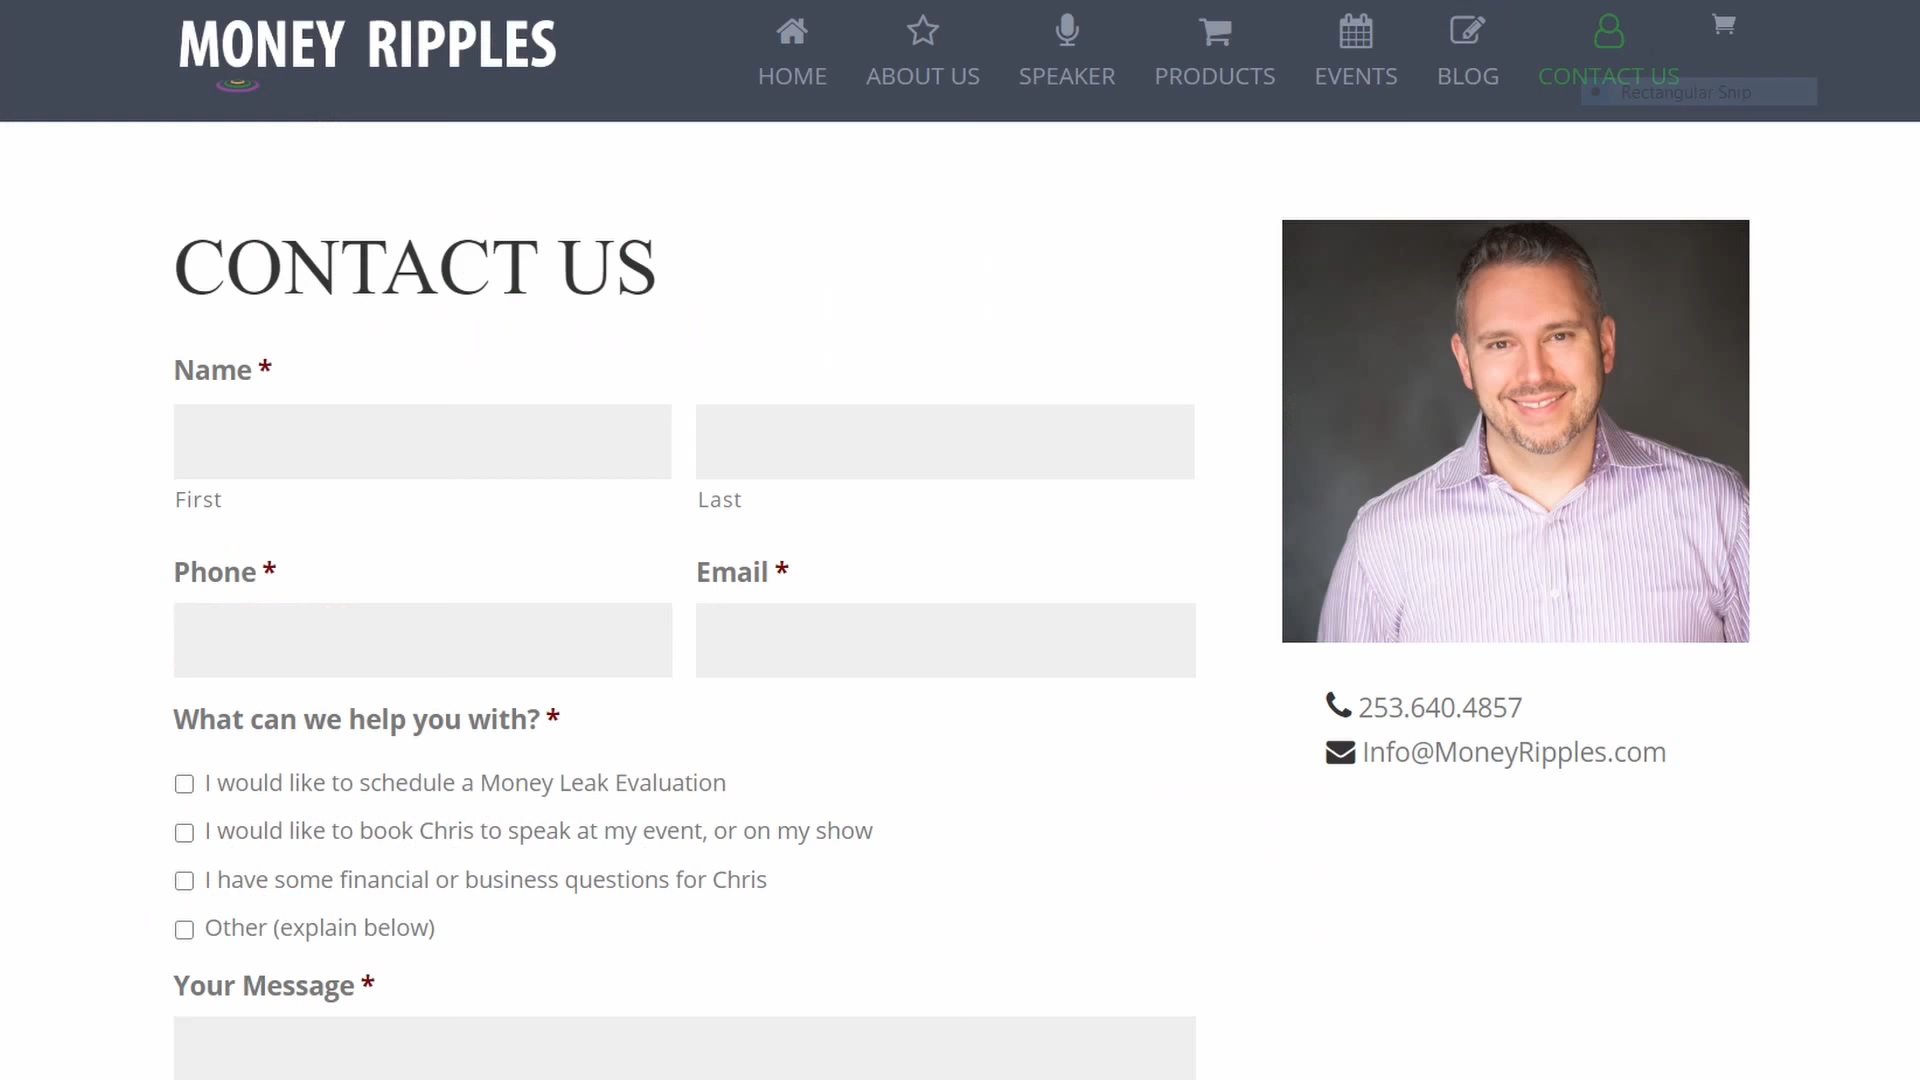 MONEY RIPPLES
HOME
ABOUT US
SPEAKER
PRODUCTS
EVENTS
BLOG
CONTACT US
Rectangular Snip
CONTACT US
Name *
First
Last
Phone *
Email *
What can we help you with? *
I would like to schedule a Money Leak Evaluation
I would like to book Chris to speak at my event, or on my show
I have some financial or business questions for Chris
Other (explain below)
Your Message *
253.640.4857
Info@MoneyRipples.com